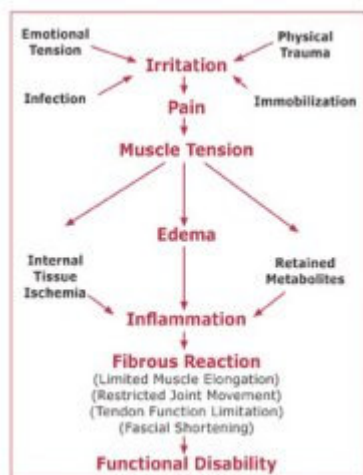 Emotional
Tension
Physical
Trauma
Irritation
Infection
Immobilization
Pain
Muscle Tension
Edema
Internal
Tissue
Ischemia
Retained
Metabolites
Inflammation
Fibrous Reaction
(Limited Muscle Elongation)
(Restricted Joint Movement)
(Tendon Function Limitation)
(Fascial Shortening)
Functional Disability